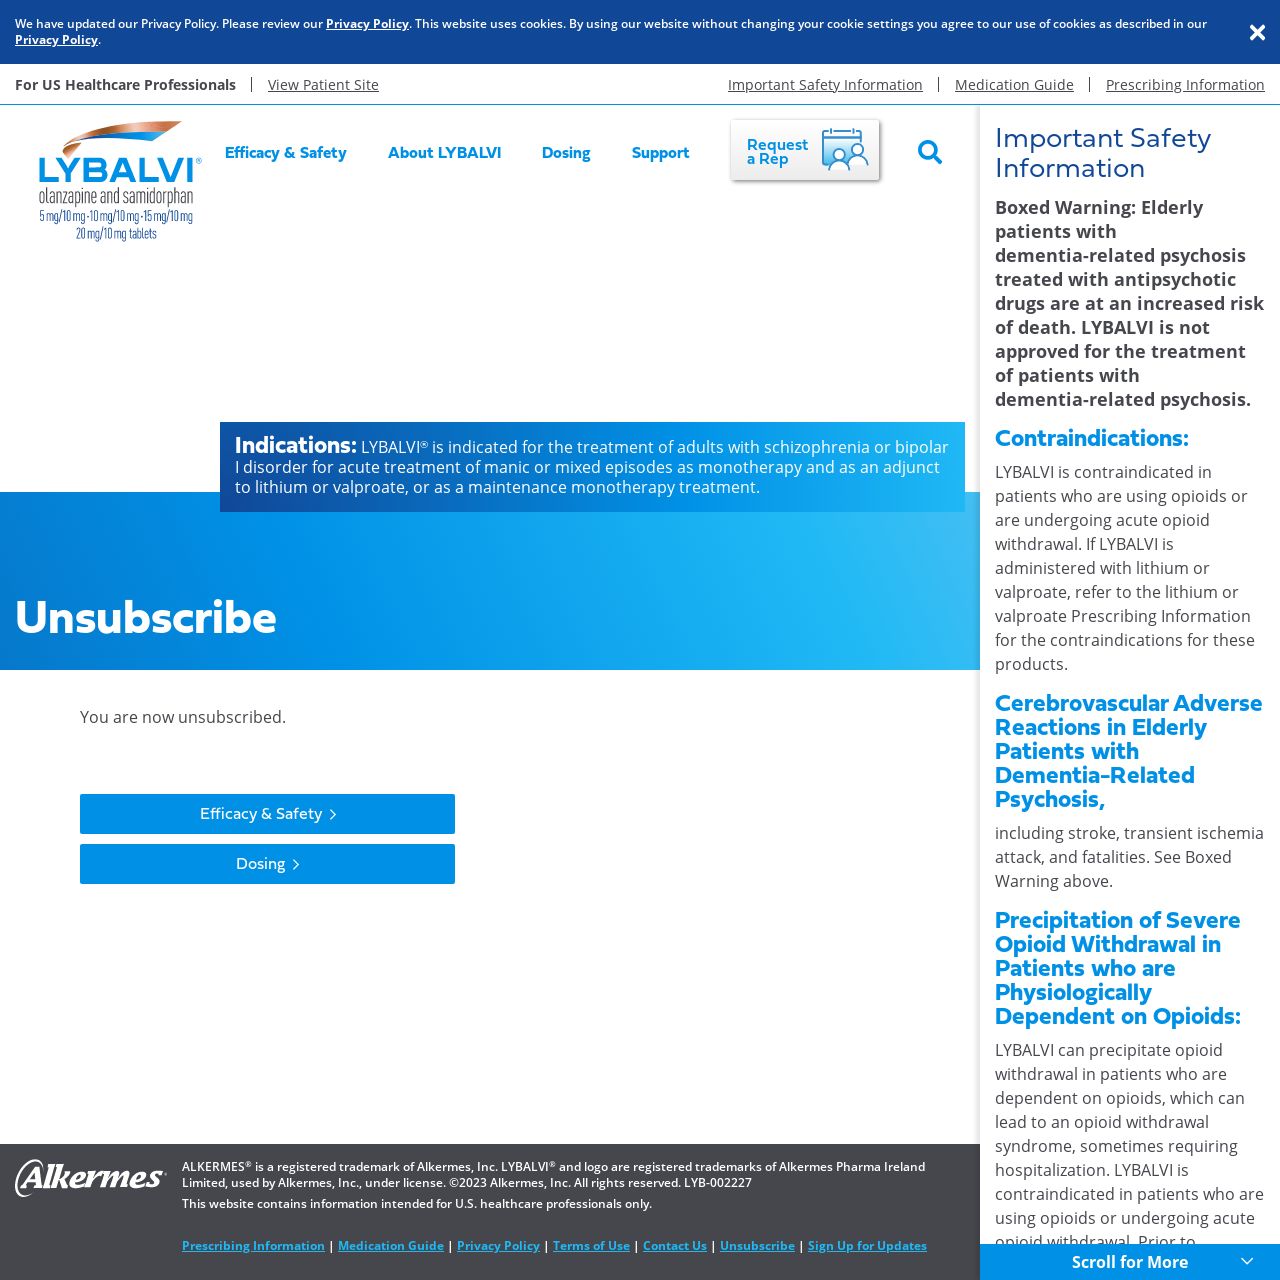 We have updated our Privacy Policy. Please review our Privacy Policy. This website uses cookies. By using our website without changing your cookie settings you agree to our use of cookies as described in our
Privacy Policy.
For US Healthcare Professionals
View Patient Site
Important Safety Information
Medication Guide
Prescribing Information
LYBALVI®
olanzapine and samidorphan
5 mg/10 mg · 10 mg/10 mg · 15 mg/10 mg
20 mg/10 mg tablets
Efficacy & Safety
About LYBALVI
Dosing
Support
Request
a Rep
Indications: LYBALVI® is indicated for the treatment of adults with schizophrenia or bipolar
I disorder for acute treatment of manic or mixed episodes as monotherapy and as an adjunct
to lithium or valproate, or as a maintenance monotherapy treatment.
Unsubscribe
You are now unsubscribed.
Efficacy & Safety
Dosing
Important Safety
Information
Boxed Warning: Elderly
patients with
dementia-related psychosis
treated with antipsychotic
drugs are at an increased risk
of death. LYBALVI is not
approved for the treatment
of patients with
dementia-related psychosis.
Contraindications:
LYBALVI is contraindicated in
patients who are using opioids or
are undergoing acute opioid
withdrawal. If LYBALVI is
administered with lithium or
valproate, refer to the lithium or
valproate Prescribing Information
for the contraindications for these
products.
Cerebrovascular Adverse
Reactions in Elderly
Patients with
Dementia-Related
Psychosis,
including stroke, transient ischemia
attack, and fatalities. See Boxed
Warning above.
Precipitation of Severe
Opioid Withdrawal in
Patients who are
Physiologically
Dependent on Opioids:
LYBALVI can precipitate opioid
withdrawal in patients who are
dependent on opioids, which can
lead to an opioid withdrawal
syndrome, sometimes requiring
hospitalization. LYBALVI is
contraindicated in patients who are
using opioids or undergoing acute
opioid withdrawal. Prior to
Scroll for More
Alkermes®
ALKERMES® is a registered trademark of Alkermes, Inc. LYBALVI® and logo are registered trademarks of Alkermes Pharma Ireland
Limited, used by Alkermes, Inc., under license. ©2023 Alkermes, Inc. All rights reserved. LYB-002227
This website contains information intended for U.S. healthcare professionals only.
Prescribing Information | Medication Guide | Privacy Policy | Terms of Use | Contact Us | Unsubscribe | Sign Up for Updates